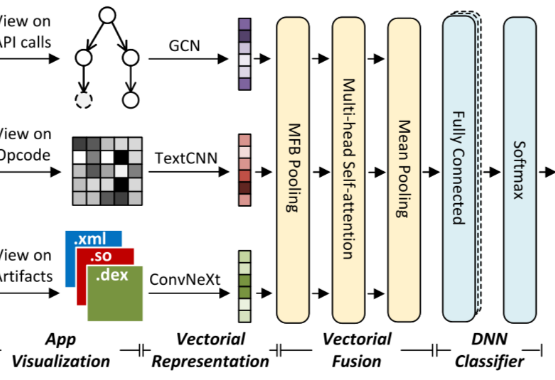 View on
API calls
GCN
View on
Opcode
TextCNN
View on
Artifacts
.xml
.so
.dex
ConvNeXt
MFB Pooling
Multi-head Self-attention
Mean Pooling
Fully Connected
Softmax
App
Visualization
Vectorial
Representation
Vectorial
Fusion
DNN
Classifier